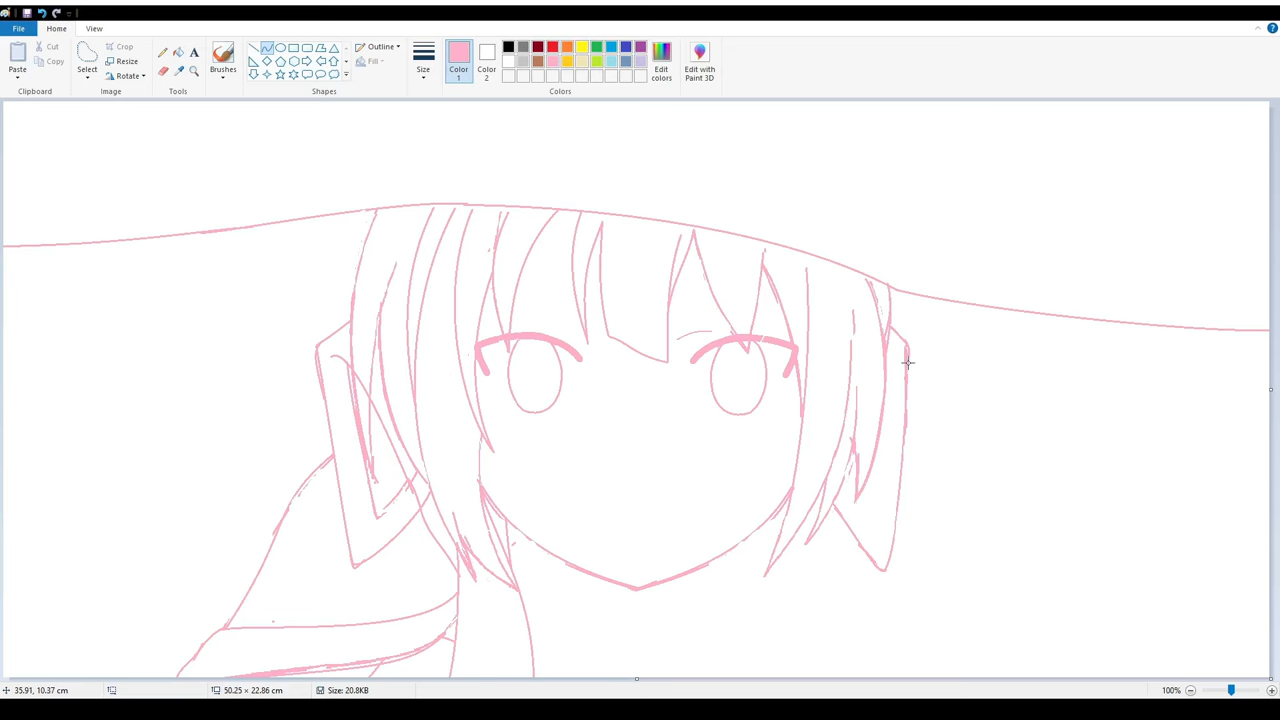 File Home View
Paste Cut Copy
Clipboard
Select Crop Resize Rotate
Image
Tools
Brushes
Outline Fill
Shapes
Size
Color 1
Color 2
Edit colors
Colors
Edit with Paint 3D
35.91, 10.37 cm 50.25 × 22.86 cm Size: 20.8KB 100%